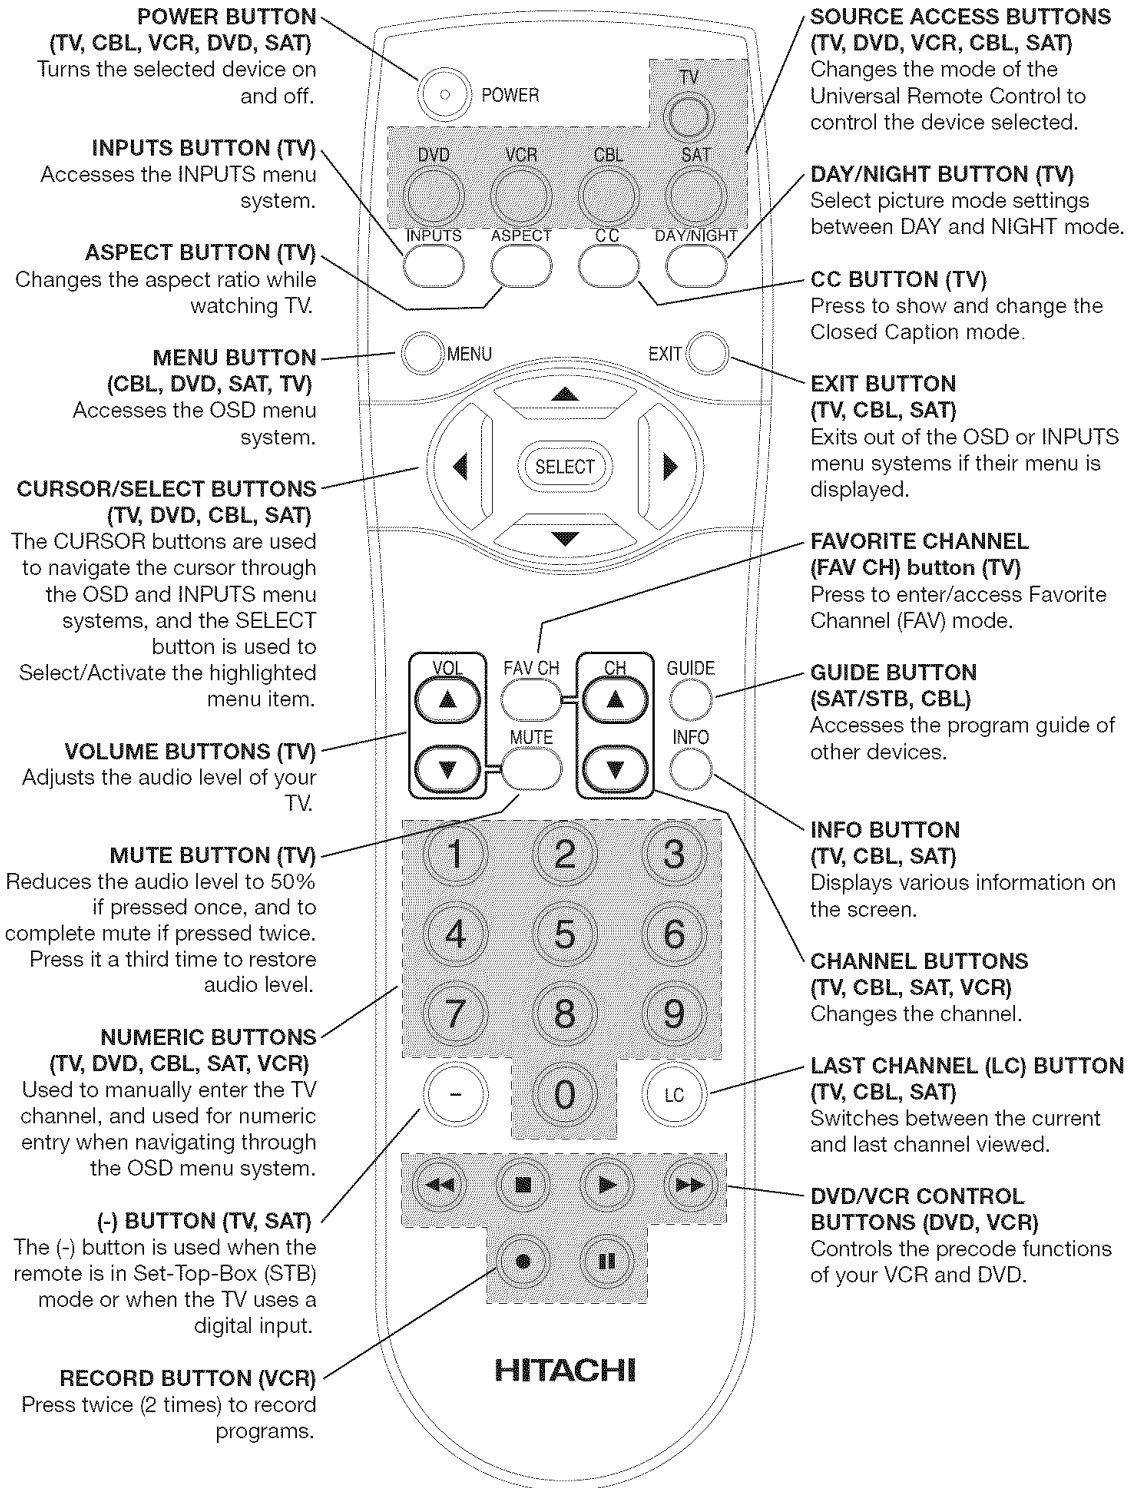 POWER BUTTON
(TV, CBL, VCR, DVD, SAT)
Turns the selected device on
and off.
INPUTS BUTTON (TV)
Accesses the INPUTS menu
system.
ASPECT BUTTON (TV)
Changes the aspect ratio while
watching TV.
MENU BUTTON
(CBL, DVD, SAT, TV)
Accesses the OSD menu
system.
CURSOR/SELECT BUTTONS
(TV, DVD, CBL, SAT)
The CURSOR buttons are used
to navigate the cursor through
the OSD and INPUTS menu
systems, and the SELECT
button is used to
Select/Activate the highlighted
menu item.
VOLUME BUTTONS (TV)
Adjusts the audio level of your
TV.
MUTE BUTTON (TV)
Reduces the audio level to 50%
if pressed once, and to
complete mute if pressed twice.
Press it a third time to restore
audio level.
NUMERIC BUTTONS
(TV, DVD, CBL, SAT, VCR)
Used to manually enter the TV
channel, and used for numeric
entry when navigating through
the OSD menu system.
(-) BUTTON (TV, SAT)
The (-) button is used when the
remote is in Set-Top-Box (STB)
mode or when the TV uses a
digital input.
RECORD BUTTON (VCR)
Press twice (2 times) to record
programs.
POWER
TV
DVD VCR CBL SAT
INPUTS ASPECT CC DAY/NIGHT
MENU EXIT
SELECT
VOL FAV CH CH GUIDE
MUTE INFO
1 2 3
4 5 6
7 8 9
- 0 LC
HITACHI
SOURCE ACCESS BUTTONS
(TV, DVD, VCR, CBL, SAT)
Changes the mode of the
Universal Remote Control to
control the device selected.
DAY/NIGHT BUTTON (TV)
Select picture mode settings
between DAY and NIGHT mode.
CC BUTTON (TV)
Press to show and change the
Closed Caption mode.
EXIT BUTTON
(TV, CBL, SAT)
Exits out of the OSD or INPUTS
menu systems if their menu is
displayed.
FAVORITE CHANNEL
(FAV CH) button (TV)
Press to enter/access Favorite
Channel (FAV) mode.
GUIDE BUTTON
(SAT/STB, CBL)
Accesses the program guide of
other devices.
INFO BUTTON
(TV, CBL, SAT)
Displays various information on
the screen.
CHANNEL BUTTONS
(TV, CBL, SAT, VCR)
Changes the channel.
LAST CHANNEL (LC) BUTTON
(TV, CBL, SAT)
Switches between the current
and last channel viewed.
DVD/VCR CONTROL
BUTTONS (DVD, VCR)
Controls the precode functions
of your VCR and DVD.